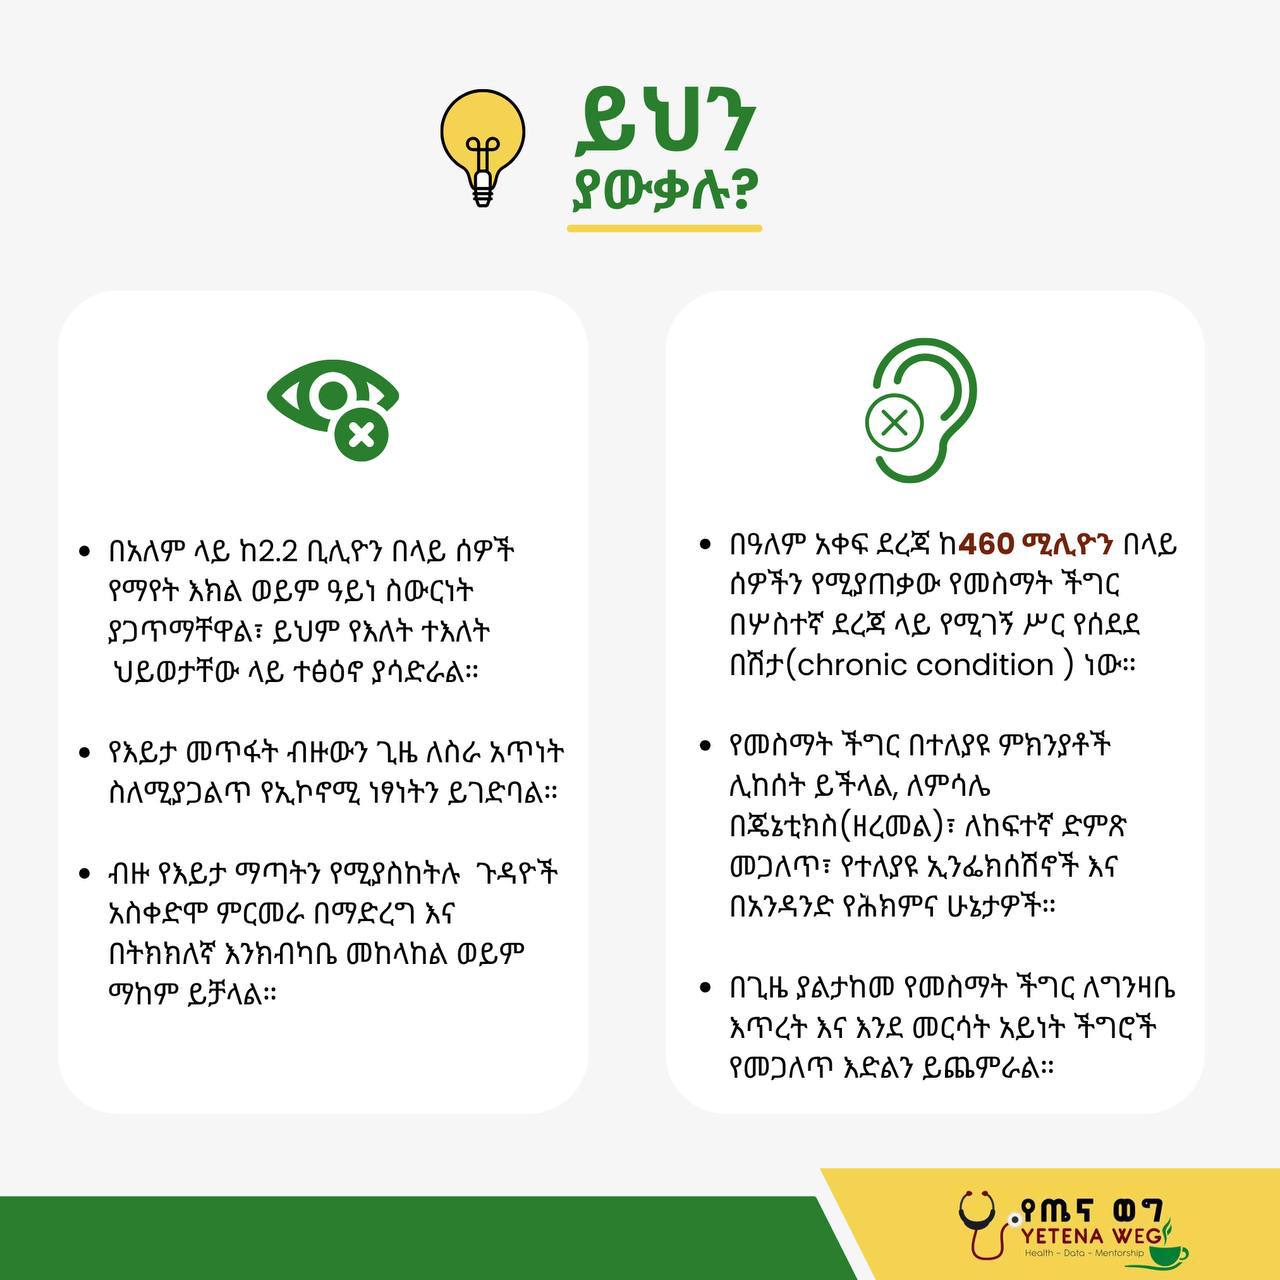 ይህን
ያውቃሉ?
• በአለም ላይ ከ2.2 ቢሊዮን በላይ ሰዎች
የማየት እክል ወይም ዓይነ ስውርነት
ያጋጥማቸዋል፣ ይህም የእለት ተእለት
ህይወታቸው ላይ ተፅዕኖ ያሳድራል።
• የእይታ መጥፋት ብዙውን ጊዜ ለስራ አጥነት
ስለሚያጋልጥ የኢኮኖሚ ነፃነትን ይገድባል።
• ብዙ የእይታ ማጣትን የሚያስከትሉ ጉዳዮች
አስቀድሞ ምርመራ በማድረግ እና
በትክክለኛ እንክብካቤ መከላከል ወይም
ማከም ይቻላል።
• በዓለም አቀፍ ደረጃ ከ460 ሚሊዮን በላይ
ሰዎችን የሚያጠቃው የመስማት ችግር
በሦስተኛ ደረጃ ላይ የሚገኝ ሥር የሰደደ
በሽታ(chronic condition ) ነው።
• የመስማት ችግር በተለያዩ ምክንያቶች
ሊከሰት ይችላል, ለምሳሌ
በጄኔቲክስ(ዘረመል)፣ ለከፍተኛ ድምጽ
መጋለጥ፣ የተለያዩ ኢንፌክሰሽኖች እና
በአንዳንድ የሕክምና ሁኔታዎች።
• በጊዜ ያልታከመ የመስማት ችግር ለግንዛቤ
እጥረት እና እንደ መርሳት አይነት ችግሮች
የመጋለጥ እድልን ይጨምራል።
የጤና ወግ
YETENA WEG
Health - Data - Mentorship